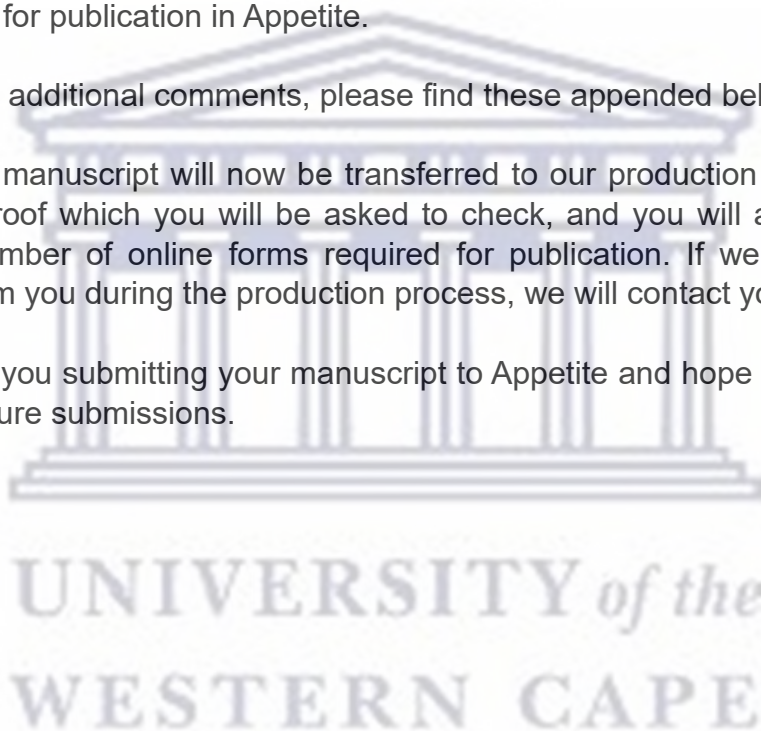 for publication in Appetite.
additional comments, please find these appended bel
manuscript will now be transferred to our production
roof which you will be asked to check, and you will a
mber of online forms required for publication. If we
m you during the production process, we will contact yo
you submitting your manuscript to Appetite and hope
ure submissions.
UNIVERSITY of the
WESTERN CAPE